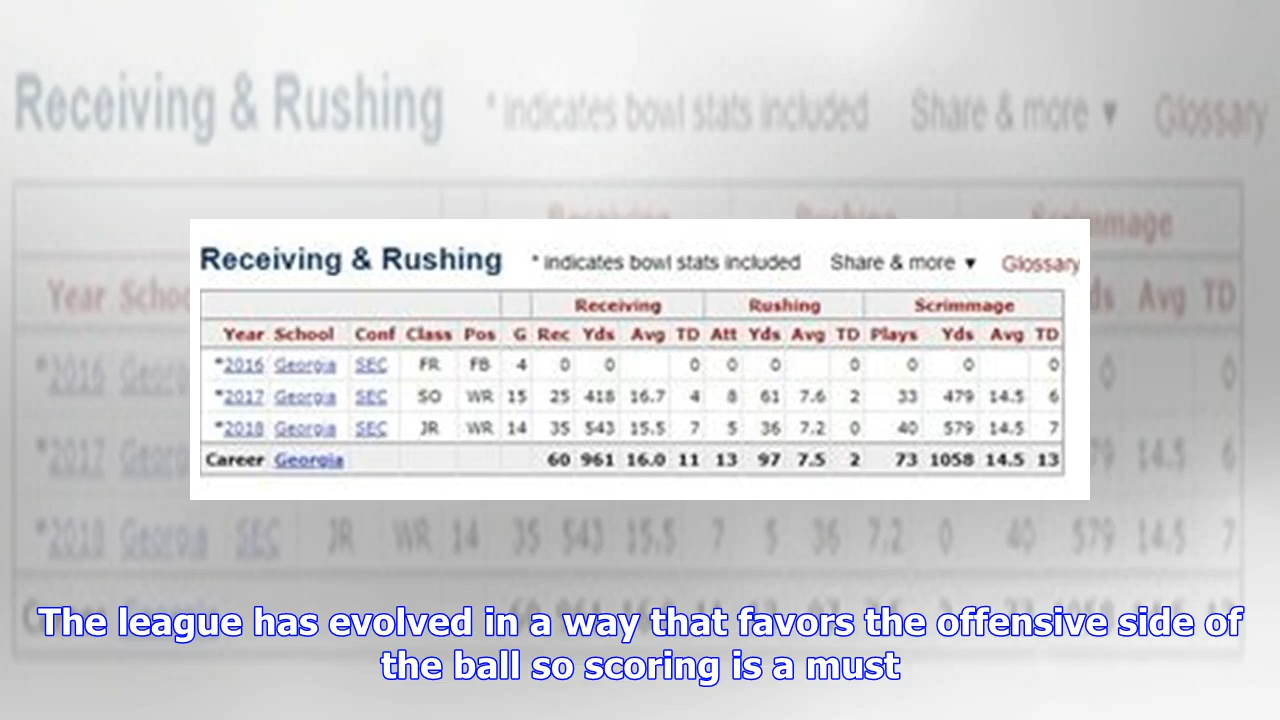 Receiving & Rushing * Indicates bowl stats included Share & more ▼ Glossary
Receiving Rushing Scrimmage
Year School Conf Class Pos G Rec Yds Avg TD Att Yds Avg TD Plays Yds Avg TD
*2016 Georgia SEC FR FB 4 0 0 0 0 0 0 0 0 0
*2017 Georgia SEC SO WR 15 25 418 16.7 4 8 61 7.6 2 33 479 14.5 6
*2018 Georgia SEC JR WR 14 35 543 15.5 7 5 36 7.2 0 40 579 14.5 7
Career Georgia 60 961 16.0 11 13 97 7.5 2 73 1058 14.5 13
The league has evolved in a way that favors the offensive side of
the ball so scoring is a must